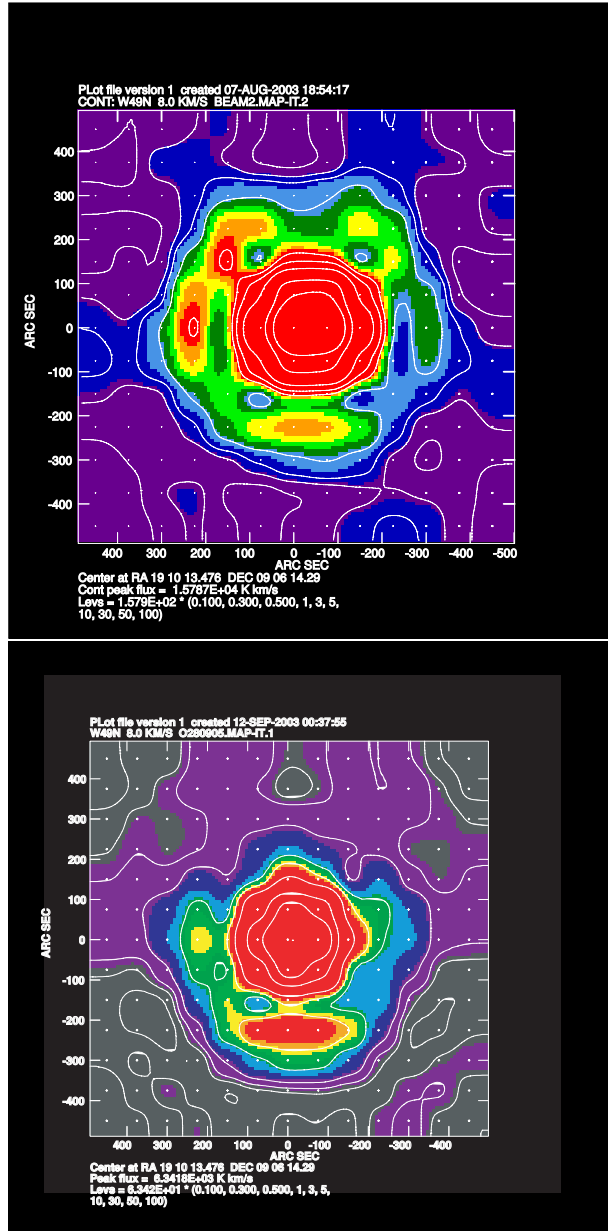 PLot file version 1 created 07-AUG-2003 18:54:17
CONT: W49N 8.0 KM/S BEAM2.MAP-IT.2
400
300
200
100
0
-100
-200
-300
-400
ARC SEC
400 300 200 100 0 -100 -200 -300 -400 -500
ARC SEC
Center at RA 19 10 13.476 DEC 09 06 14.29
Cont peak flux = 1.5787E+04 K km/s
Levs = 1.579E+02 * (0.100, 0.300, 0.500, 1, 3, 5,
10, 30, 50, 100)
PLot file version 1 created 12-SEP-2003 00:37:55
W49N 8.0 KM/S O280905.MAP-IT.1
400
300
200
100
0
-100
-200
-300
-400
ARC SEC
400 300 200 100 0 -100 -200 -300 -400
ARC SEC
Center at RA 19 10 13.476 DEC 09 06 14.29
Peak flux = 6.3418E+03 K km/s
Levs = 6.342E+01 * (0.100, 0.300, 0.500, 1, 3, 5,
10, 30, 50, 100)